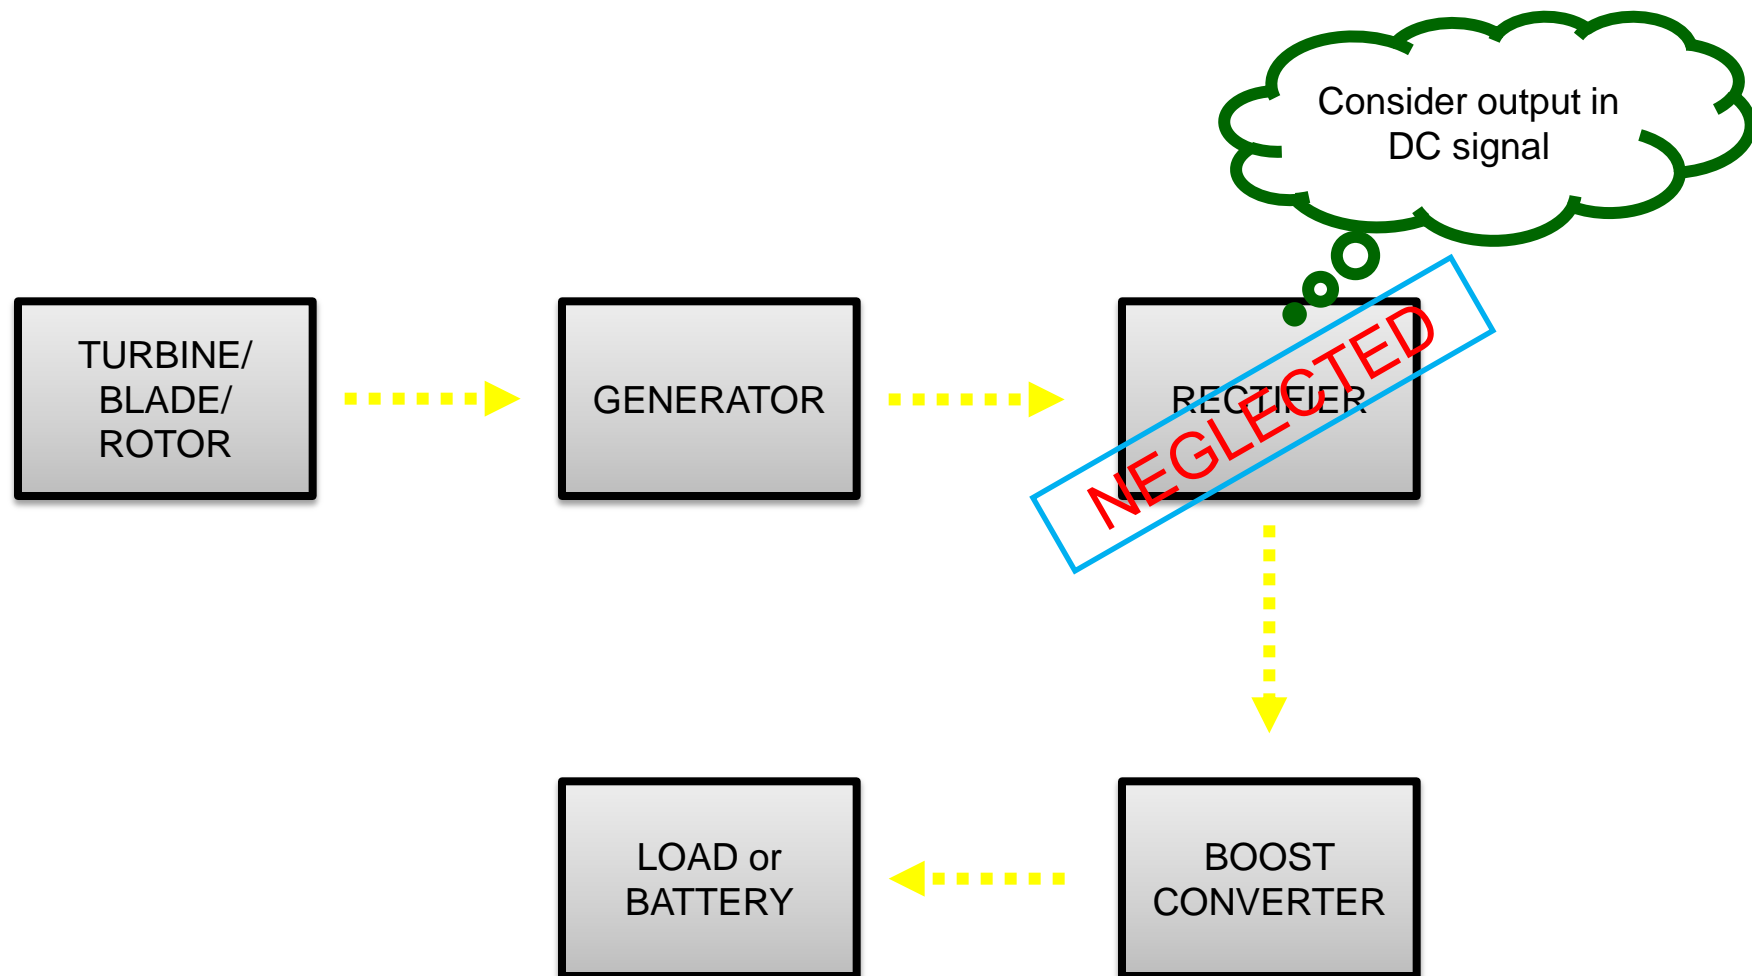 Consider output in
DC signal
TURBINE/
BLADE/
ROTOR
GENERATOR
RECTIFIER
NEGLECTED
LOAD or
BATTERY
BOOST
CONVERTER